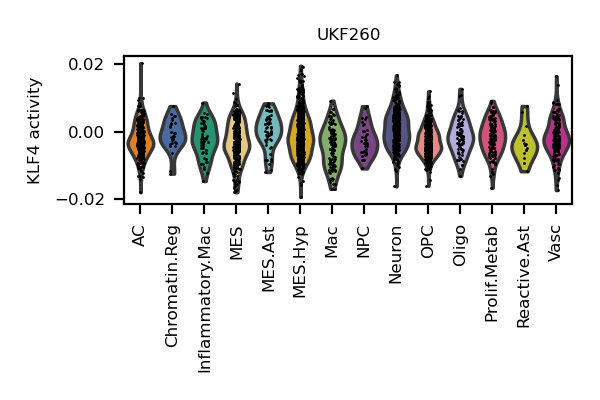 UKF260
KLF4 activity
0.02
0.00
−0.02
AC
Chromatin.Reg
Inflammatory.Mac
MES
MES.Ast
MES.Hyp
Mac
NPC
Neuron
OPC
Oligo
Prolif.Metab
Reactive.Ast
Vasc